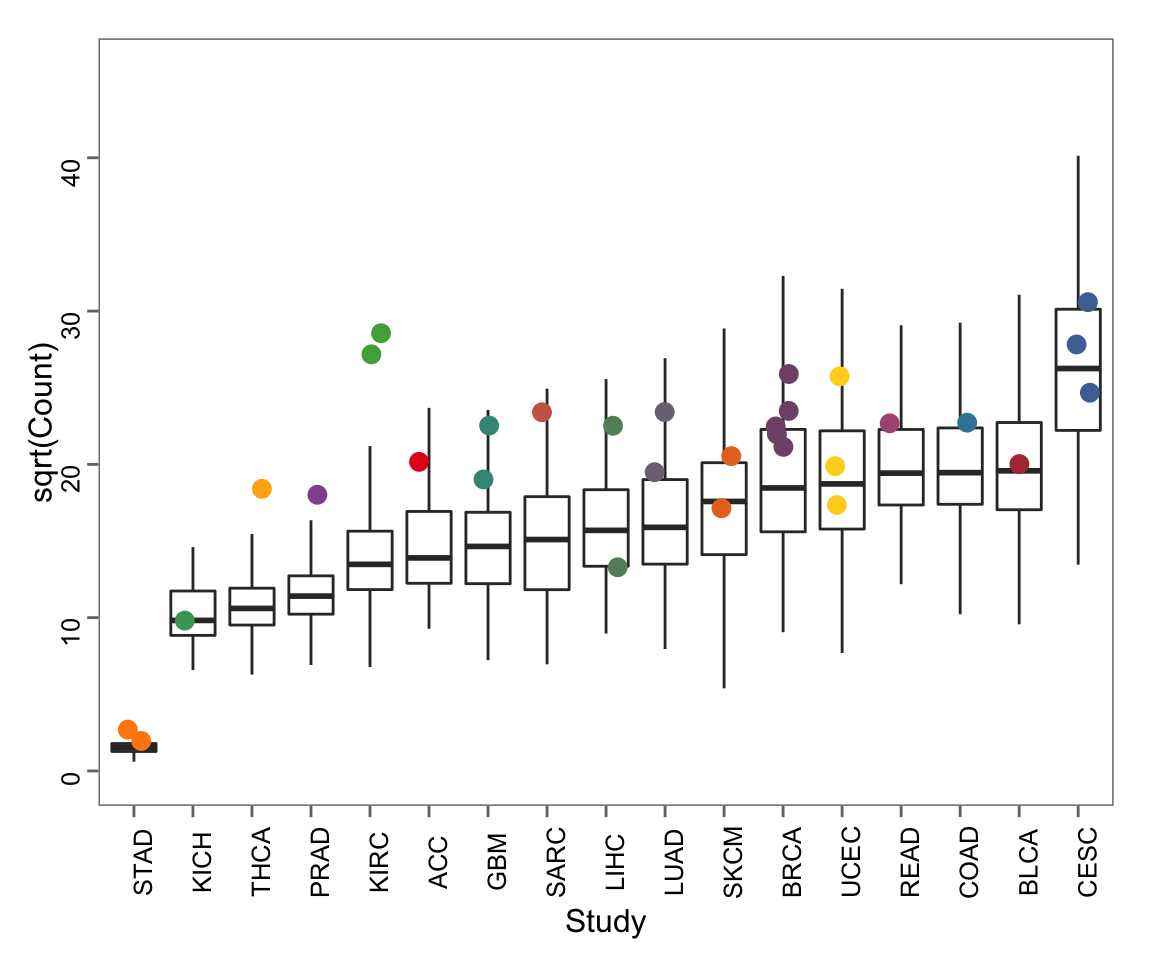 sqrt(Count)
40
30
20
10
0
STAD
KICH
THCA
PRAD
KIRC
ACC
GBM
SARC
LIHC
LUAD
SKCM
BRCA
UCEC
READ
COAD
BLCA
CESC
Study